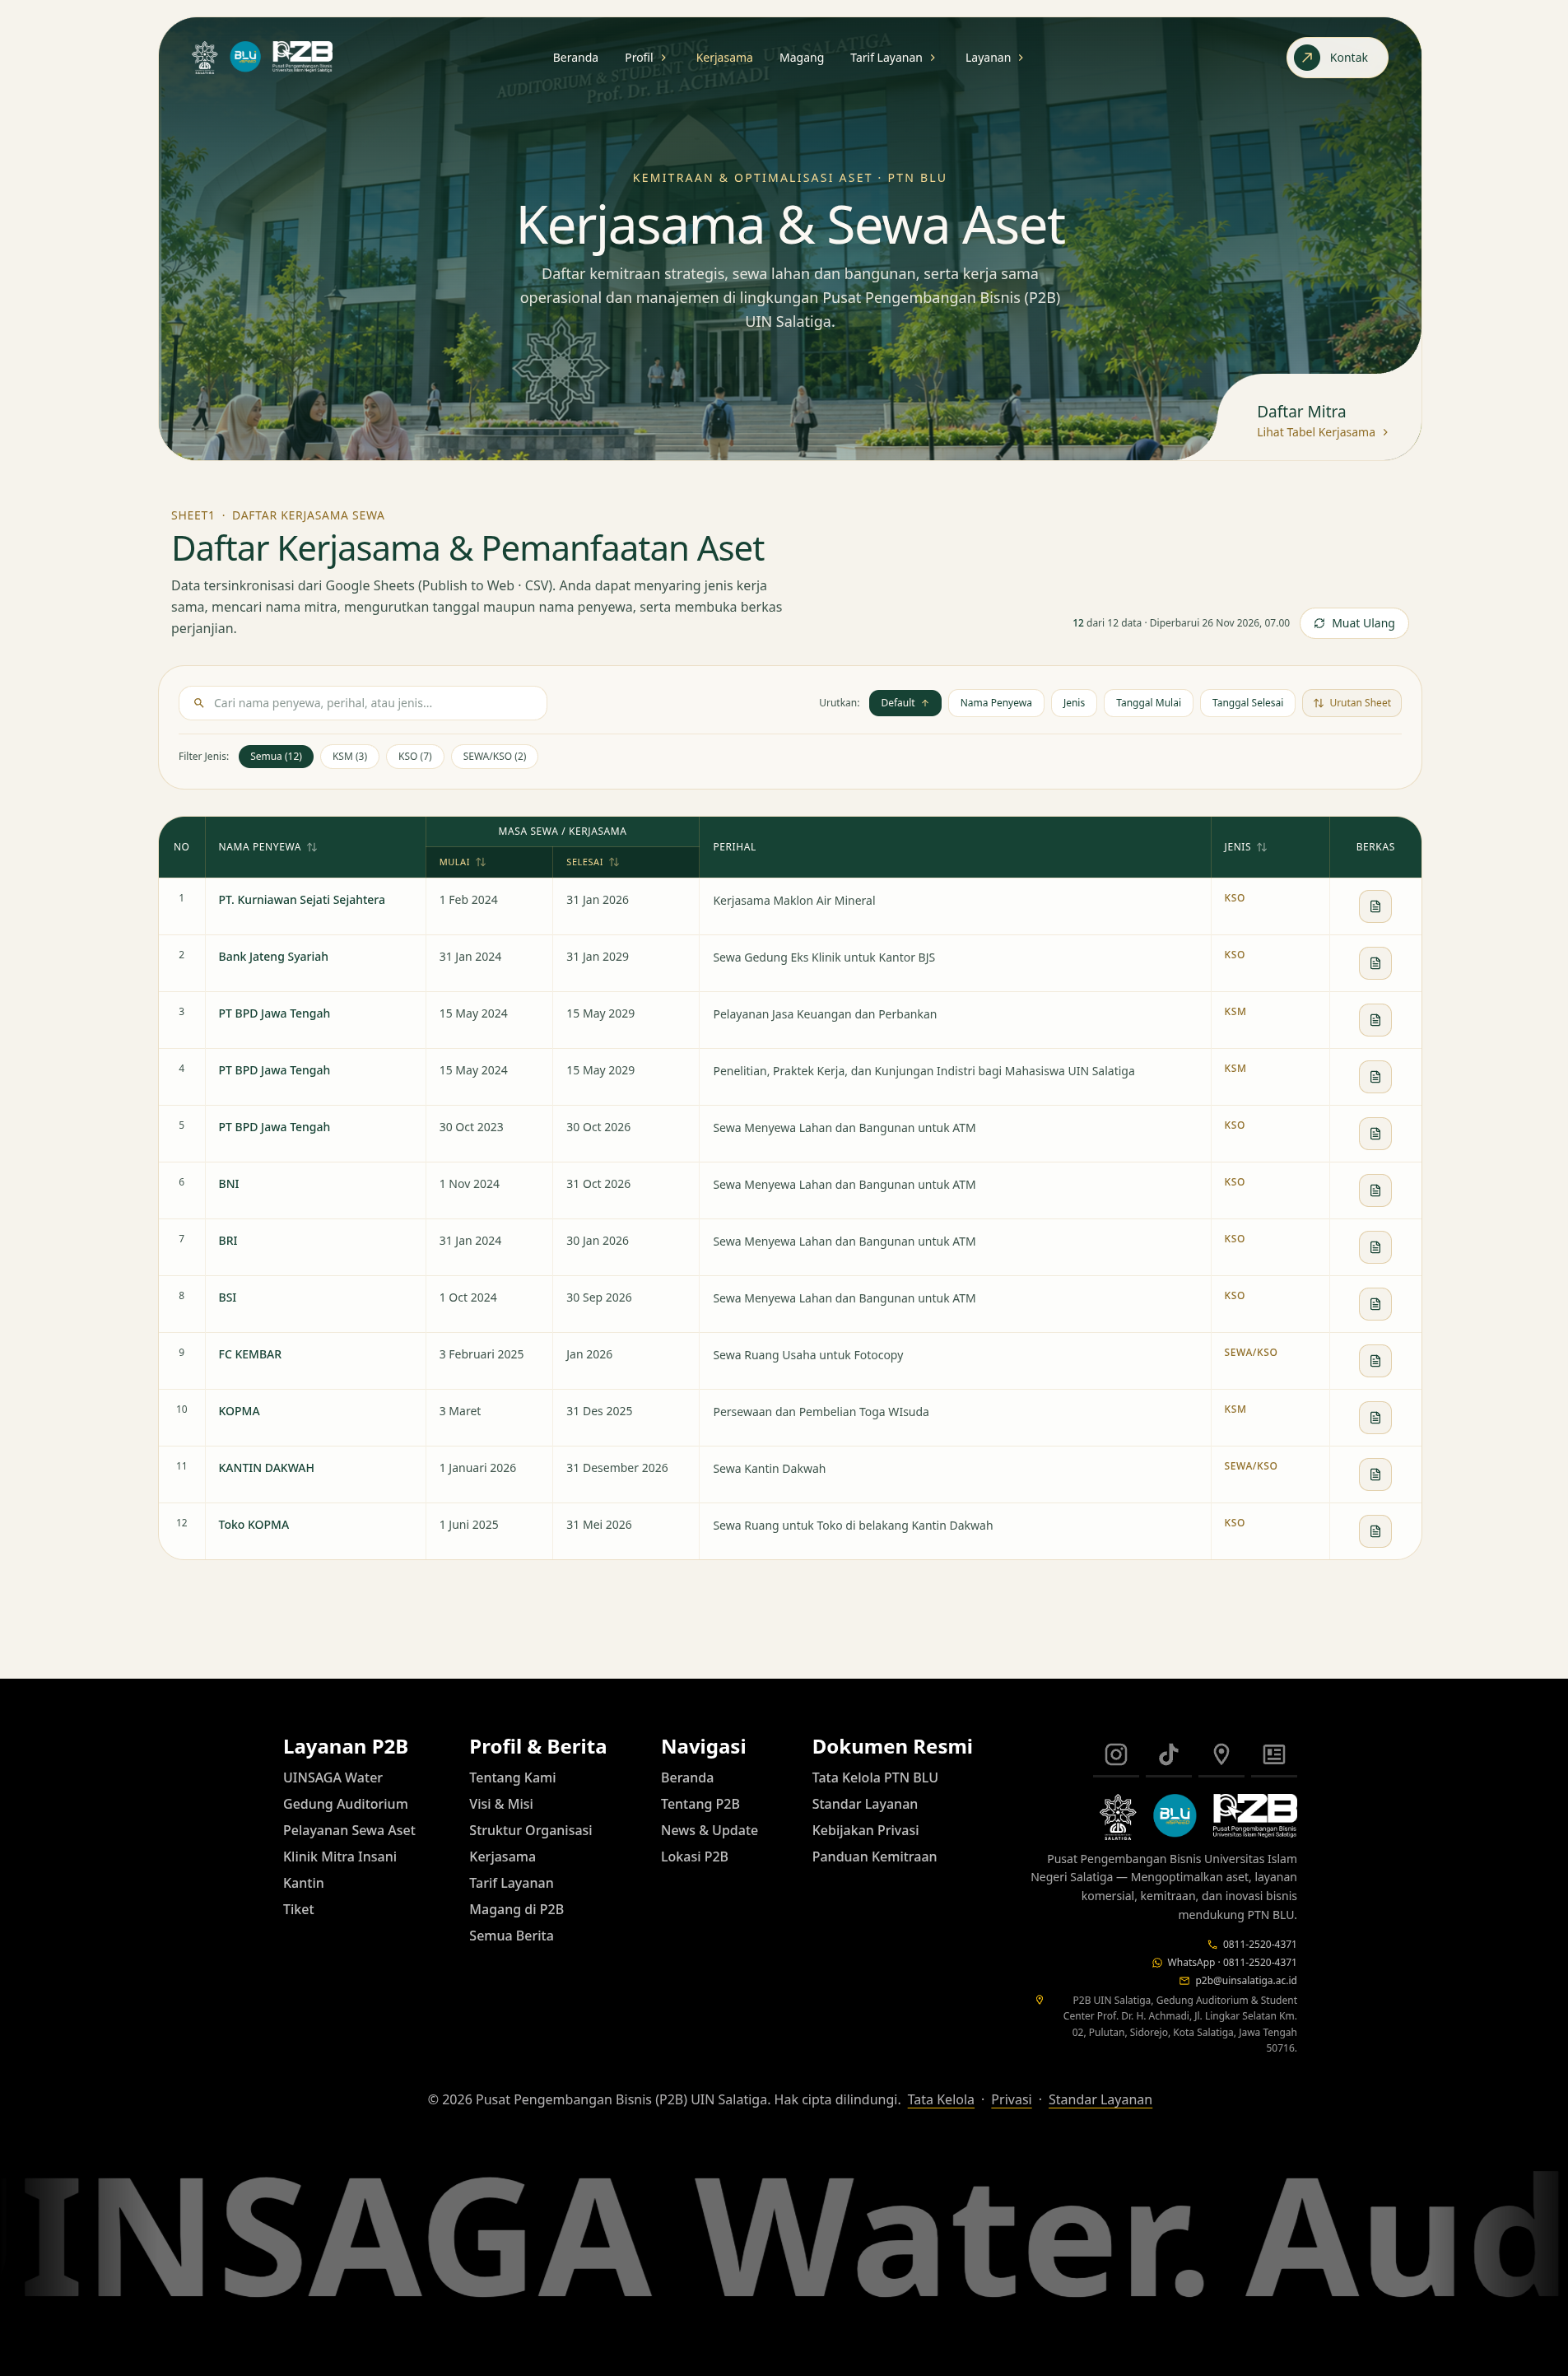 SALATIGA
BLU
P2B
Pusat Pengembangan Bisnis
Universitas Islam Negeri Salatiga
Beranda
Profil
Kerjasama
Magang
Tarif Layanan
Layanan
Kontak
GEDUNG UIN SALATIGA
AUDITORIUM & STUDENT CENTER
Prof. Dr. H. ACHMADI
KEMITRAAN & OPTIMALISASI ASET · PTN BLU
Kerjasama & Sewa Aset
Daftar kemitraan strategis, sewa lahan dan bangunan, serta kerja sama
operasional dan manajemen di lingkungan Pusat Pengembangan Bisnis (P2B)
UIN Salatiga.
Daftar Mitra
Lihat Tabel Kerjasama
SHEET1 · DAFTAR KERJASAMA SEWA
Daftar Kerjasama & Pemanfaatan Aset
Data tersinkronisasi dari Google Sheets (Publish to Web · CSV). Anda dapat menyaring jenis kerja
sama, mencari nama mitra, mengurutkan tanggal maupun nama penyewa, serta membuka berkas
perjanjian.
12 dari 12 data · Diperbarui 26 Nov 2026, 07.00
Muat Ulang
Cari nama penyewa, perihal, atau jenis...
Urutkan: Default Nama Penyewa Jenis Tanggal Mulai Tanggal Selesai Urutan Sheet
Filter Jenis: Semua (12) KSM (3) KSO (7) SEWA/KSO (2)
NO NAMA PENYEWA MASA SEWA / KERJASAMA PERIHAL JENIS BERKAS
MULAI SELESAI
1 PT. Kurniawan Sejati Sejahtera 1 Feb 2024 31 Jan 2026 Kerjasama Maklon Air Mineral KSO
2 Bank Jateng Syariah 31 Jan 2024 31 Jan 2029 Sewa Gedung Eks Klinik untuk Kantor BJS KSO
3 PT BPD Jawa Tengah 15 May 2024 15 May 2029 Pelayanan Jasa Keuangan dan Perbankan KSM
4 PT BPD Jawa Tengah 15 May 2024 15 May 2029 Penelitian, Praktek Kerja, dan Kunjungan Indistri bagi Mahasiswa UIN Salatiga KSM
5 PT BPD Jawa Tengah 30 Oct 2023 30 Oct 2026 Sewa Menyewa Lahan dan Bangunan untuk ATM KSO
6 BNI 1 Nov 2024 31 Oct 2026 Sewa Menyewa Lahan dan Bangunan untuk ATM KSO
7 BRI 31 Jan 2024 30 Jan 2026 Sewa Menyewa Lahan dan Bangunan untuk ATM KSO
8 BSI 1 Oct 2024 30 Sep 2026 Sewa Menyewa Lahan dan Bangunan untuk ATM KSO
9 FC KEMBAR 3 Februari 2025 Jan 2026 Sewa Ruang Usaha untuk Fotocopy SEWA/KSO
10 KOPMA 3 Maret 31 Des 2025 Persewaan dan Pembelian Toga WIsuda KSM
11 KANTIN DAKWAH 1 Januari 2026 31 Desember 2026 Sewa Kantin Dakwah SEWA/KSO
12 Toko KOPMA 1 Juni 2025 31 Mei 2026 Sewa Ruang untuk Toko di belakang Kantin Dakwah KSO
Layanan P2B
UINSAGA Water
Gedung Auditorium
Pelayanan Sewa Aset
Klinik Mitra Insani
Kantin
Tiket
Profil & Berita
Tentang Kami
Visi & Misi
Struktur Organisasi
Kerjasama
Tarif Layanan
Magang di P2B
Semua Berita
Navigasi
Beranda
Tentang P2B
News & Update
Lokasi P2B
Dokumen Resmi
Tata Kelola PTN BLU
Standar Layanan
Kebijakan Privasi
Panduan Kemitraan
SALATIGA
BLU
P2B
Pusat Pengembangan Bisnis
Universitas Islam Negeri Salatiga
Pusat Pengembangan Bisnis Universitas Islam
Negeri Salatiga — Mengoptimalkan aset, layanan
komersial, kemitraan, dan inovasi bisnis
mendukung PTN BLU.
0811-2520-4371
WhatsApp · 0811-2520-4371
p2b@uinsalatiga.ac.id
P2B UIN Salatiga, Gedung Auditorium & Student
Center Prof. Dr. H. Achmadi, Jl. Lingkar Selatan Km.
02, Pulutan, Sidorejo, Kota Salatiga, Jawa Tengah
50716.
© 2026 Pusat Pengembangan Bisnis (P2B) UIN Salatiga. Hak cipta dilindungi. Tata Kelola · Privasi · Standar Layanan
INSAGA Water. Aud